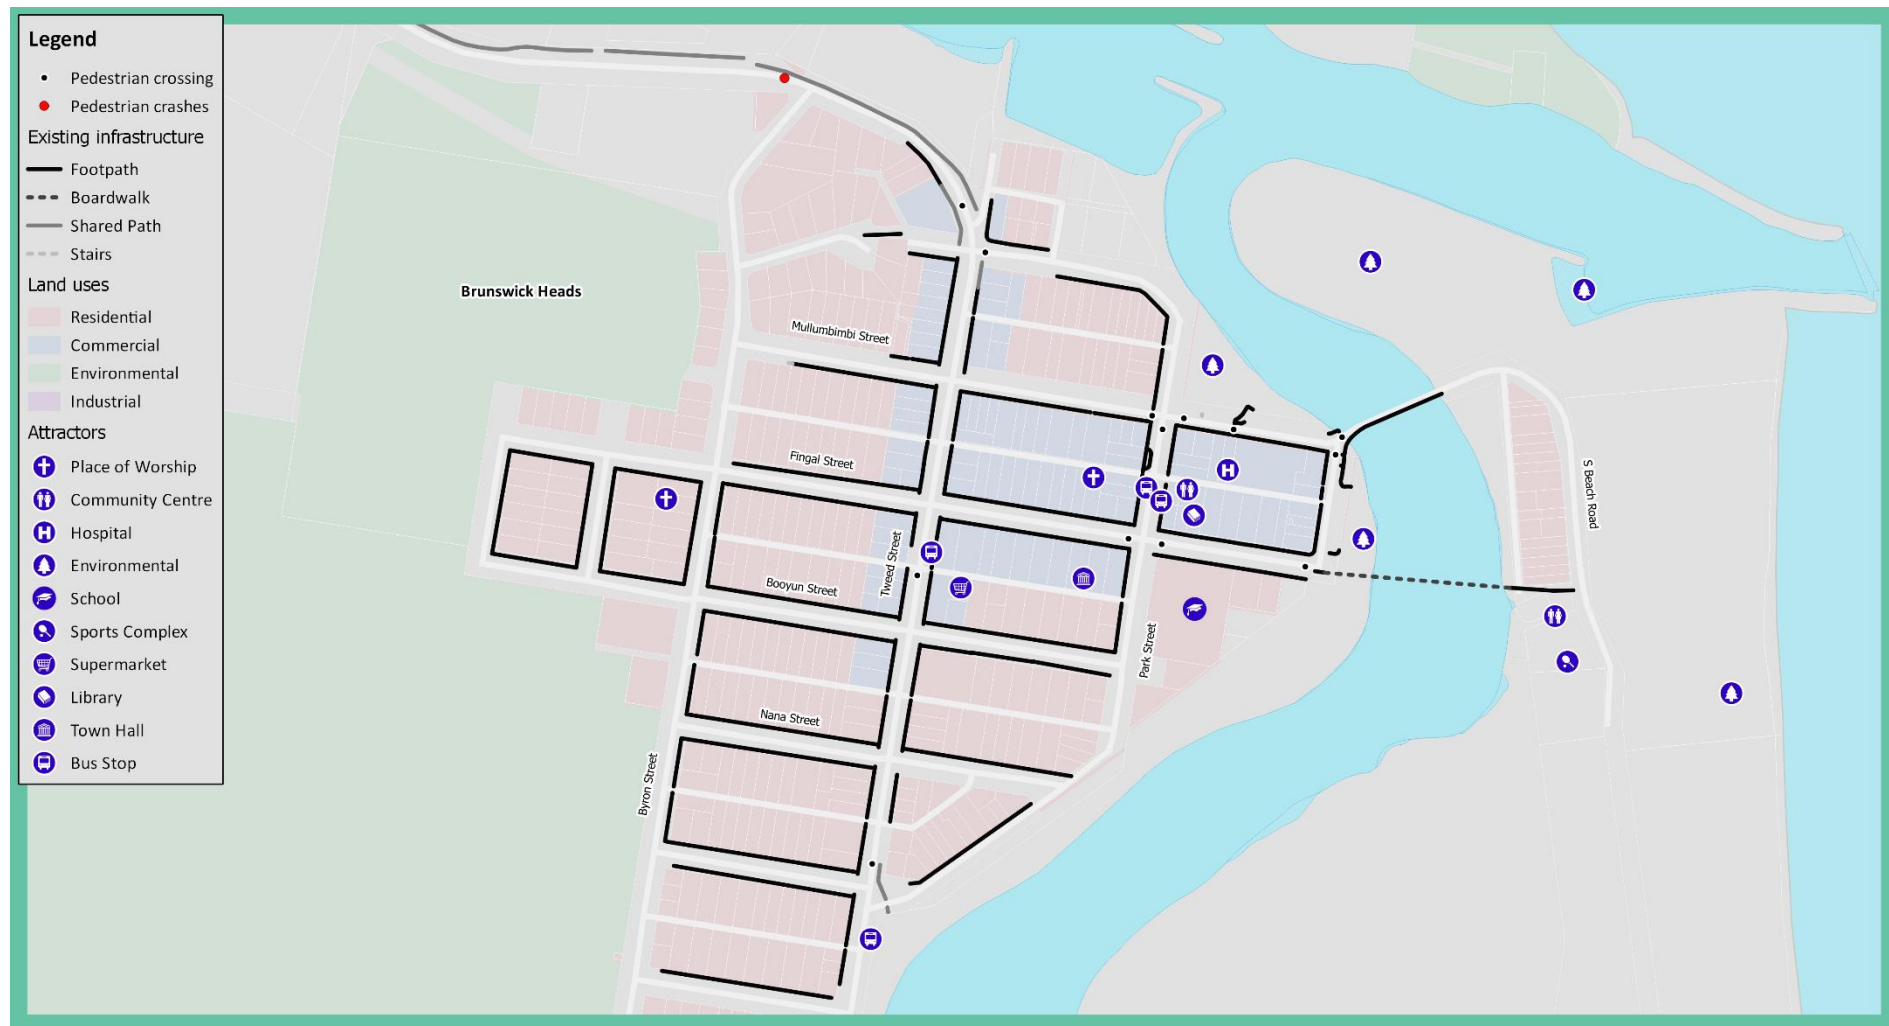 Legend
Pedestrian crossing
Pedestrian crashes
Existing infrastructure
Footpath
Boardwalk
Shared Path
Stairs
Land uses
Residential
Commercial
Environmental
Industrial
Attractors
Place of Worship
Community Centre
Hospital
Environmental
School
Sports Complex
Supermarket
Library
Town Hall
Bus Stop
Brunswick Heads
Mullumbimbi Street
Fingal Street
Tweed Street
Booyun Street
Park Street
Nana Street
Byron Street
S Beach Road
H